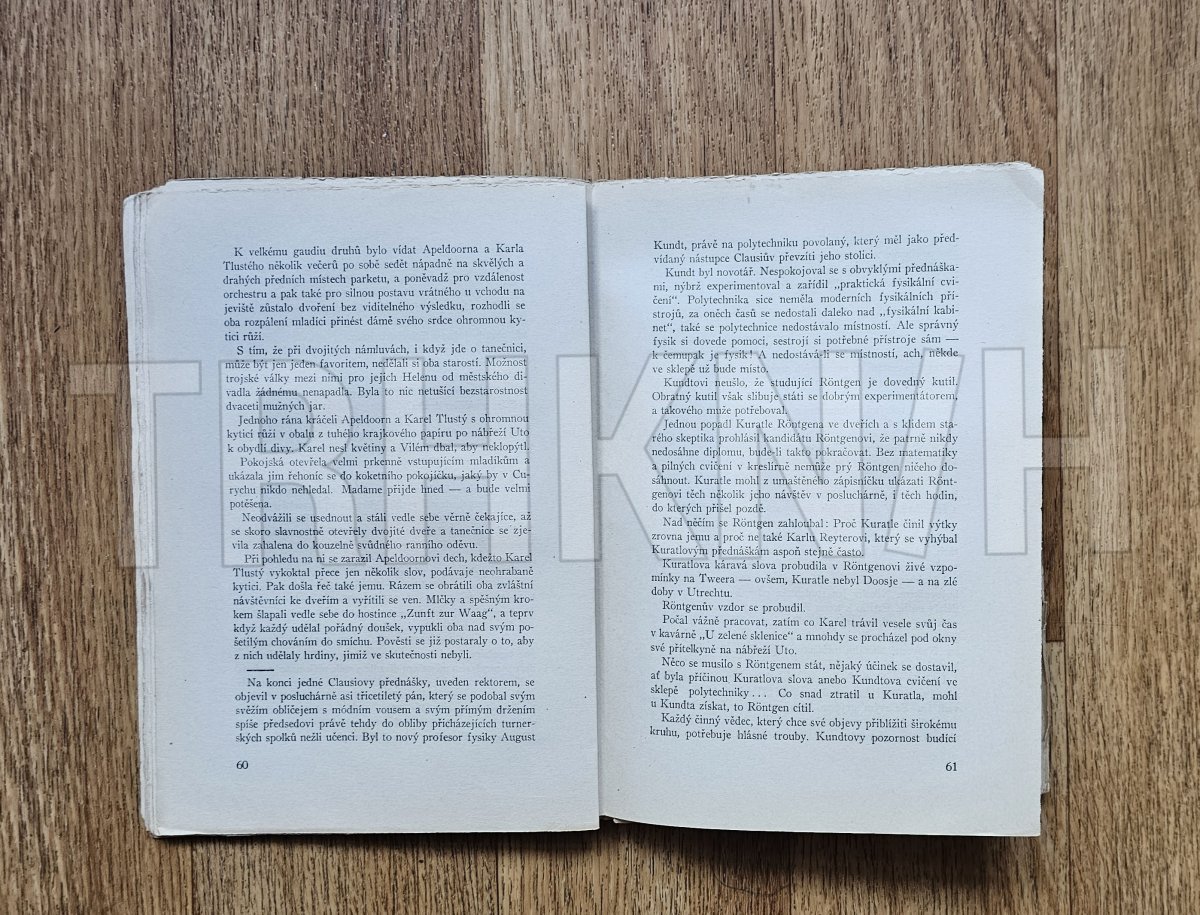 K velkému gaudiu druhů bylo vídat Apeldoorna a Karla
Tlustého několik večerů po sobě sedět nápadně na skvělých a
drahých předních místech parketu, a poněvadž pro vzdálenost
orchestru a pak také pro silnou postavu vrátného u vchodu na
jeviště zůstalo dvoření bez viditelného výsledku, rozhodli se
oba rozpálení mladíci přinést dámě svého srdce ohromnou ky-
tici růží.
S tím, že při dvojitých námluvách, i když jde o tanečnici,
může být jen jeden favoritem, nedělali si oba starostí. Možnost
trojské války mezi nimi pro jejich Helenu od městského di-
vadla žádnému nenapadla. Byla to nic netušící bezstarostnost
dvaceti mužných jar.
Jednoho rána kráčeli Apeldoorn a Karel Tlustý s ohromnou
kyticí růží v obalu z tuhého krajkového papíru po nábřeží Uto
k obydlí divy. Karel nesl květiny a Vilém dbal, aby neklopýtl.
Pokojská otevřela velmi prkenně vstupujícím mladíkům a
ukázala jim řehoníc se do koketního pokojíčku, jaký by v Cu-
rychu nikdo nehledal. Madame přijde hned — a bude velmi
potěšena.
Neodvážili se usednout a stáli vedle sebe věrně čekajíce, až
se skoro slavnostně otevřely dvojité dveře a tanečnice se zje-
vila zahalena do kouzelně svůdného ranního oděvu.
Při pohledu na ni se zarazil Apeldoornovi dech, kdežto Karel
Tlustý vykoktal přece jen několik slov, podávaje neohrabaně
kytici. Pak došla řeč také jemu. Rázem se obrátili oba zvláštní
návštěvníci ke dveřím a vyřítili se ven. Mlčky a spěšným kro-
kem šlapali vedle sebe do hostince „Zunft zur Waag“, a teprv
když každý udělal pořádný doušek, vypukli oba nad svým po-
šetilým chováním do smíchu. Pověsti se již postaraly o to, aby
z nich udělaly hrdiny, jimiž ve skutečnosti nebyli.
Na konci jedné Clausiovy přednášky, uveden rektorem, se
objevil v posluchárně asi třicetiletý pán, který se podobal svým
svěžím obličejem s módním vousem a svým přímým držením
spíše předsedovi právě tehdy do obliby přicházejících turner-
ských spolků nežli učenci. Byl to nový profesor fysiky August
60
Kundt, právě na polytechniku povolaný, který měl jako před-
vídaný nástupce Clausiův převzíti jeho stolici.
Kundt byl novotář. Nespokojoval se s obvyklými přednáška-
mi, nýbrž experimentoval a zařídil „praktická fysikální cvi-
čení“. Polytechnika sice neměla moderních fysikálních pří-
strojů, za oněch časů se nedostali daleko nad „fysikální kabi-
net“, také se polytechnice nedostávalo místností. Ale správný
fysik si dovede pomoci, sestrojí si potřebné přístroje sám —
k čemupak je fysik! A nedostává-li se místností, ach, někde
ve sklepě už bude místo.
Kundtovi neušlo, že studující Röntgen je dovedný kutil.
Obratný kutil však slibuje státi se dobrým experimentátorem,
a takového muže potřeboval.
Jednou popadl Kuratle Röntgena ve dveřích a s klidem sta-
rého skeptika prohlásil kandidátu Röntgenovi, že patrně nikdy
nedosáhne diplomu, bude-li takto pokračovat. Bez matematiky
a pilných cvičení v kreslírně nemůže prý Röntgen ničeho do-
sáhnout. Kuratle mohl z umaštěného zápisníčku ukázati Rönt-
genovi těch několik jeho návštěv v posluchárně, i těch hodin,
do kterých přišel pozdě.
Nad něčím se Röntgen zahloubal: Proč Kuratle činil výtky
zrovna jemu a proč ne také Karlu Reyterovi, který se vyhýbal
Kuratlovým přednáškám aspoň stejně často.
Kuratlova káravá slova probudila v Röntgenovi živé vzpo-
mínky na Tweera — ovšem, Kuratle nebyl Doosje — a na zlé
doby v Utrechtu.
Röntgenův vzdor se probudil.
Počal vážně pracovat, zatím co Karel trávil vesele svůj čas
v kavárně „U zelené sklenice“ a mnohdy se procházel pod okny
své přítelkyně na nábřeží Uto.
Něco se musilo s Röntgenem stát, nějaký účinek se dostavil,
ať byla příčinou Kuratlova slova anebo Kundtova cvičení ve
sklepě polytechniky... Co snad ztratil u Kuratla, mohl
u Kundta získat, to Röntgen cítil.
Každý činný vědec, který chce své objevy přiblížiti širokému
kruhu, potřebuje hlásné trouby. Kundtovy pozornost budící
61